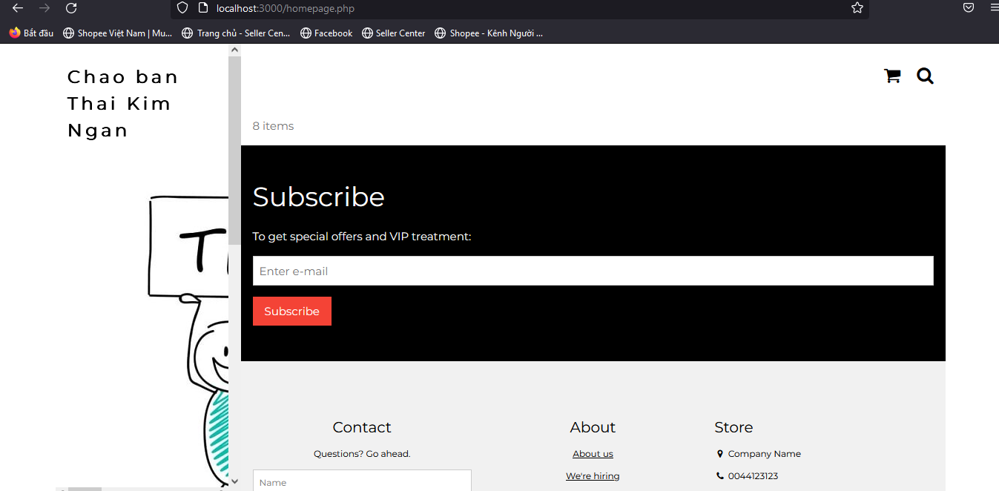 localhost:3000/homepage.php
Bắt đầu
Shopee Việt Nam | Mu...
Trang chủ - Seller Cen...
Facebook
Seller Center
Shopee - Kênh Người ...
Chao ban
Thai Kim
Ngan
8 items
T
Subscribe
To get special offers and VIP treatment:
Enter e-mail
Subscribe
Contact
About
Store
Questions? Go ahead.
About us
Company Name
Name
We're hiring
0044123123